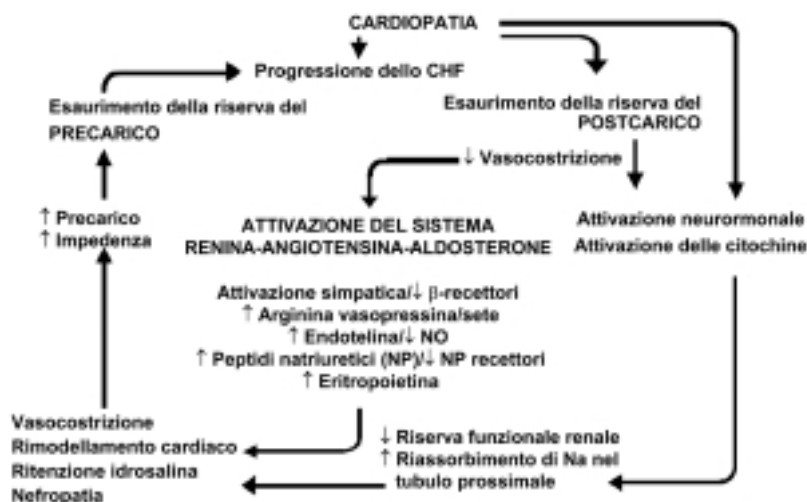 CARDIOPATIA
Progressione dello CHF
Esaurimento della riserva del
PRECARICO
Esaurimento della riserva del
POSTCARICO
↓ Vasocostrizione
↑ Precarico
↑ Impedenza
ATTIVAZIONE DEL SISTEMA
RENINA-ANGIOTENSINA-ALDOSTERONE
Attivazione neurormonale
Attivazione delle citochine
Attivazione simpatica/↓ β-recettori
↑ Arginina vasopressina/sete
↑ Endotelina/↓ NO
↑ Peptidi natriuretici (NP)/↓ NP recettori
↑ Eritropoietina
Vasocostrizione
Rimodellamento cardiaco
Ritenzione idrosalina
Nefropatia
↓ Riserva funzionale renale
↑ Riassorbimento di Na nel
tubulo prossimale